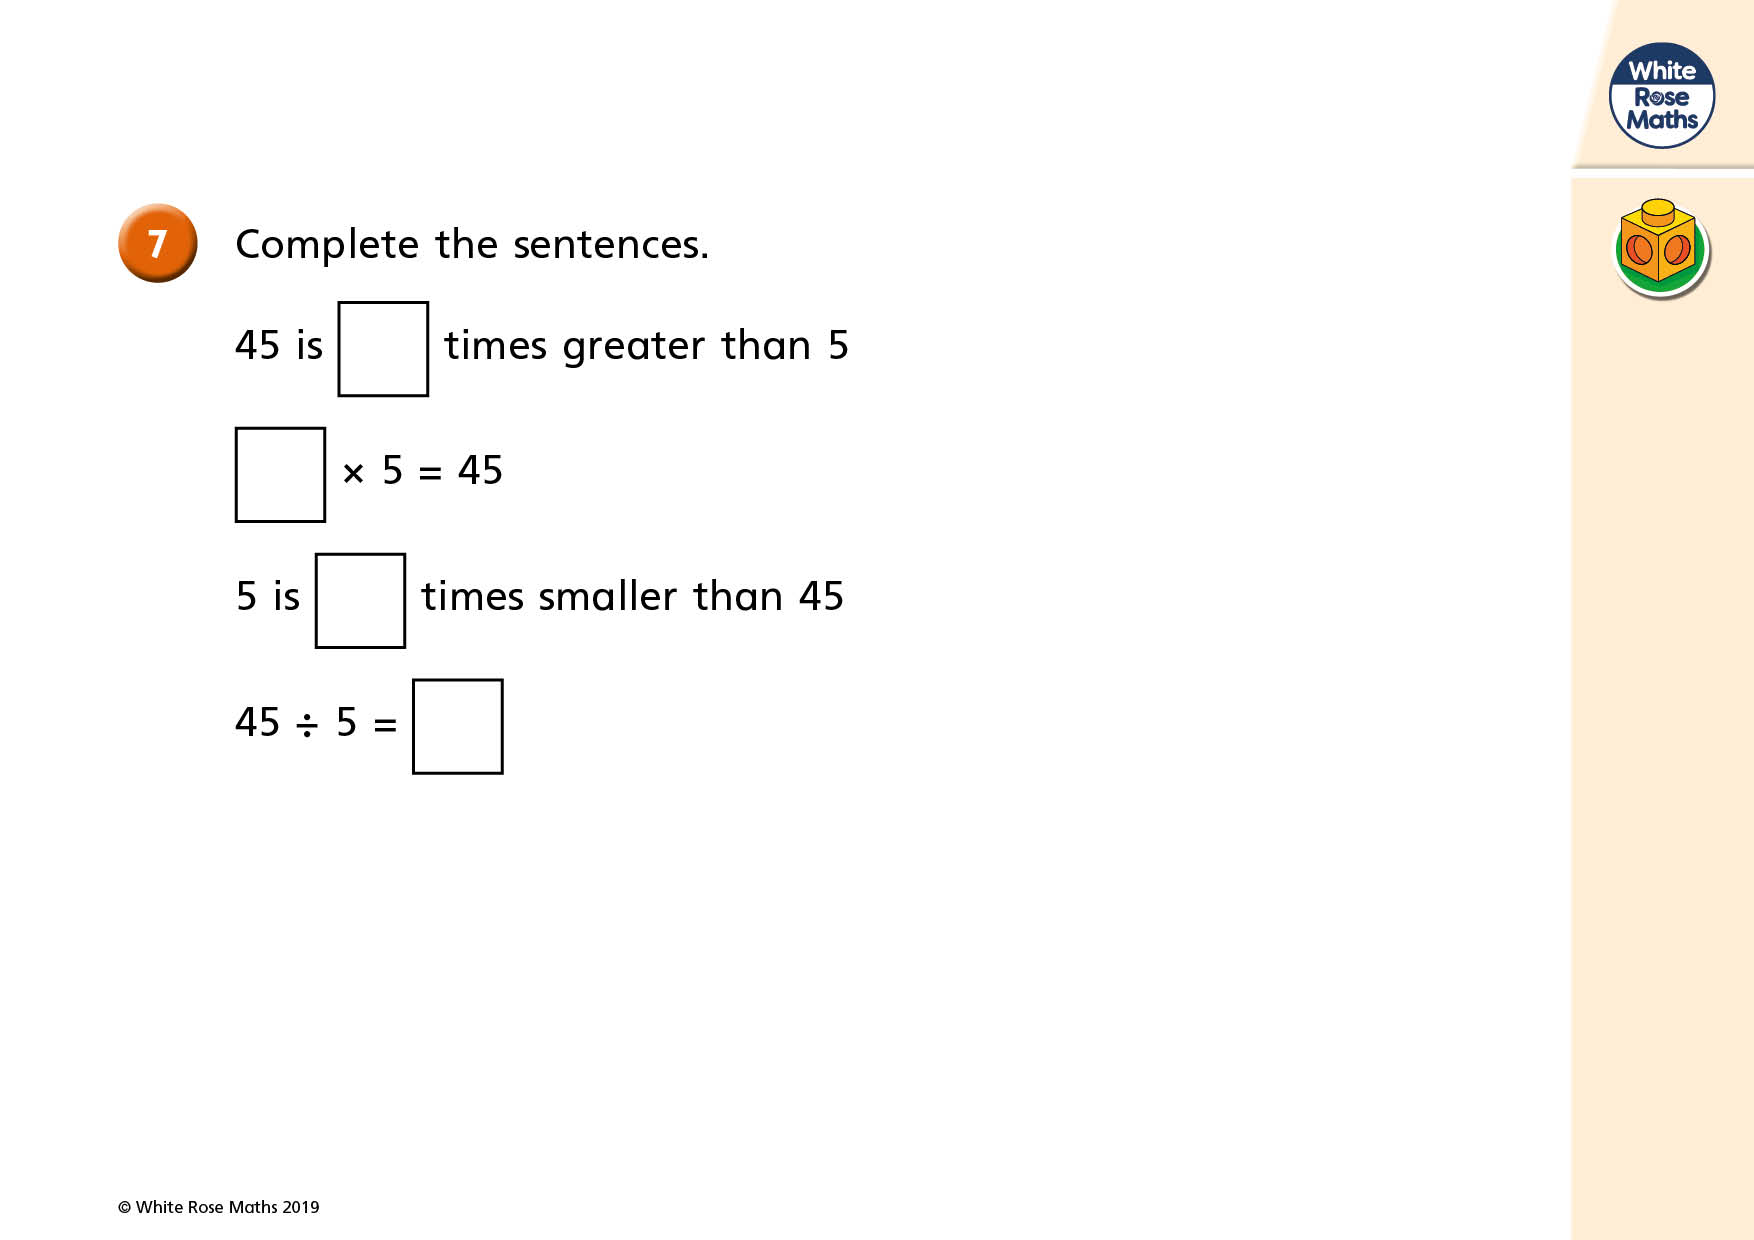 White
Rose
Maths
7 Complete the sentences.
45 is times greater than 5
× 5 = 45
5 is times smaller than 45
45 ÷ 5 =
© White Rose Maths 2019